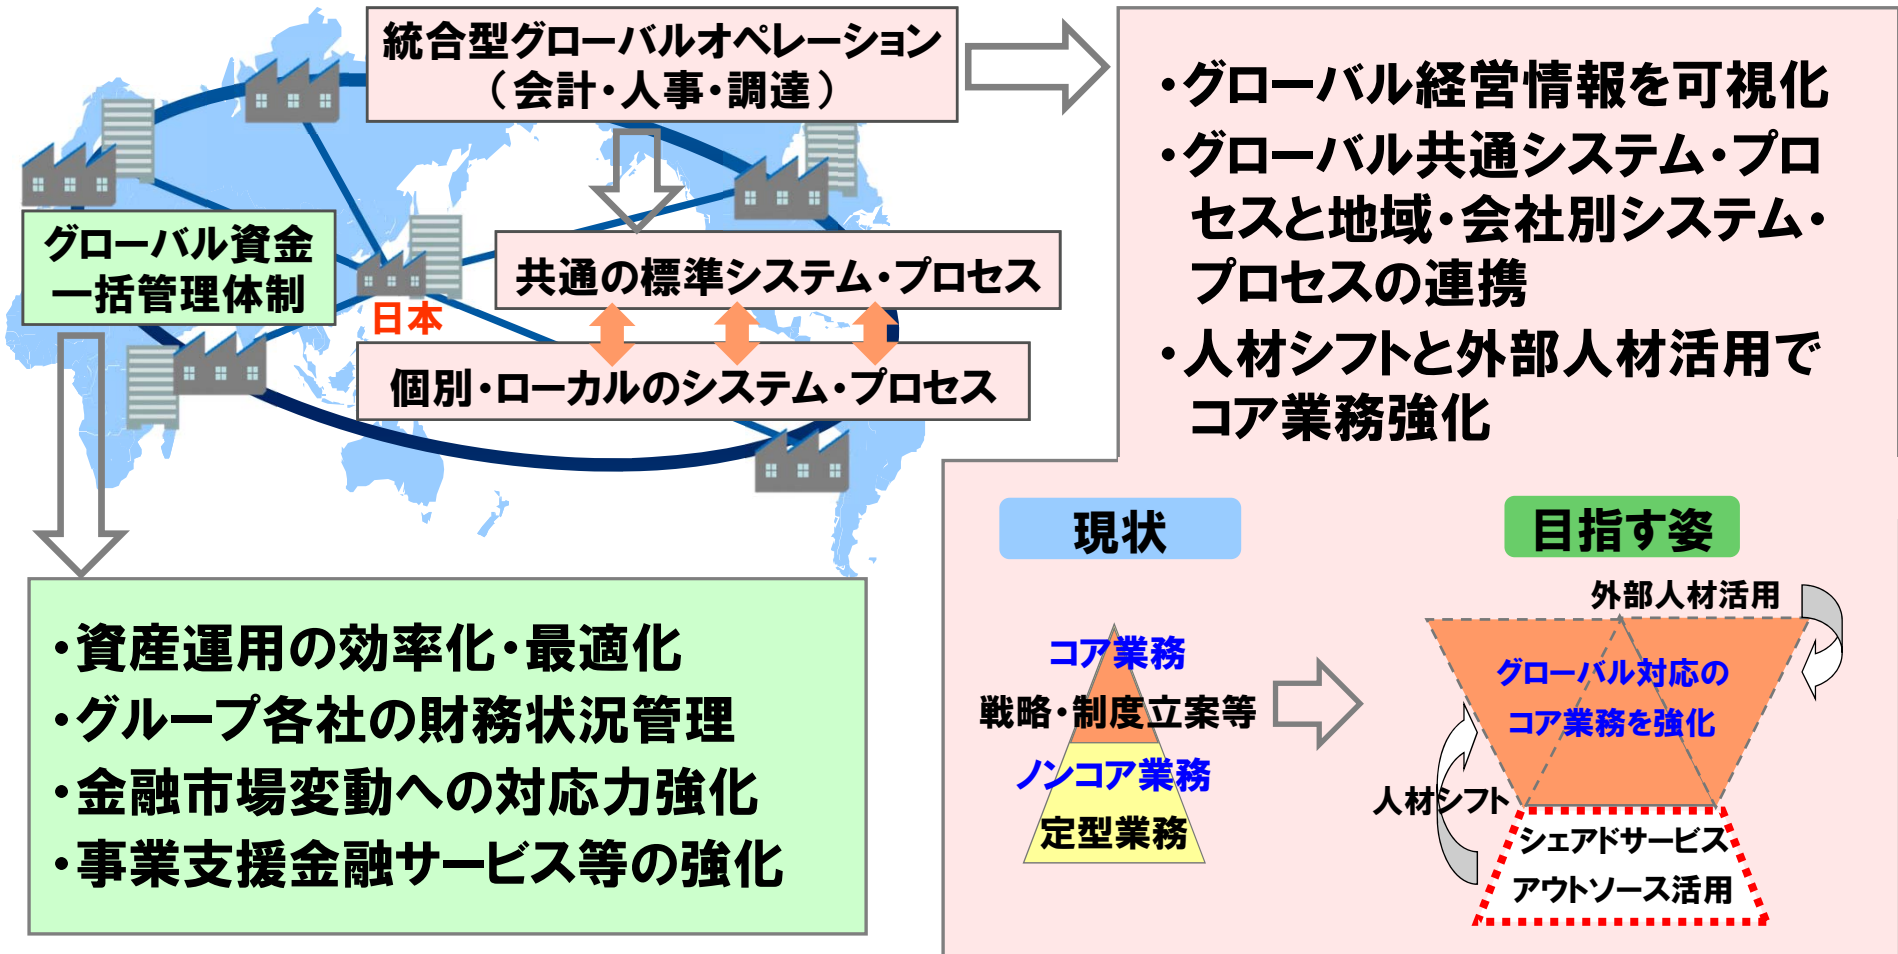 統合型グローバルオペレーション
（会計・人事・調達）
グローバル資金
一括管理体制
日本
共通の標準システム・プロセス
個別・ローカルのシステム・プロセス
・グローバル経営情報を可視化
・グローバル共通システム・プロ
セスと地域・会社別システム・
プロセスの連携
・人材シフトと外部人材活用で
コア業務強化
・資産運用の効率化・最適化
・グループ各社の財務状況管理
・金融市場変動への対応力強化
・事業支援金融サービス等の強化
現状
コア業務
戦略・制度立案等
ノンコア業務
定型業務
目指す姿
外部人材活用
グローバル対応の
コア業務を強化
人材シフト
シェアドサービス
アウトソース活用